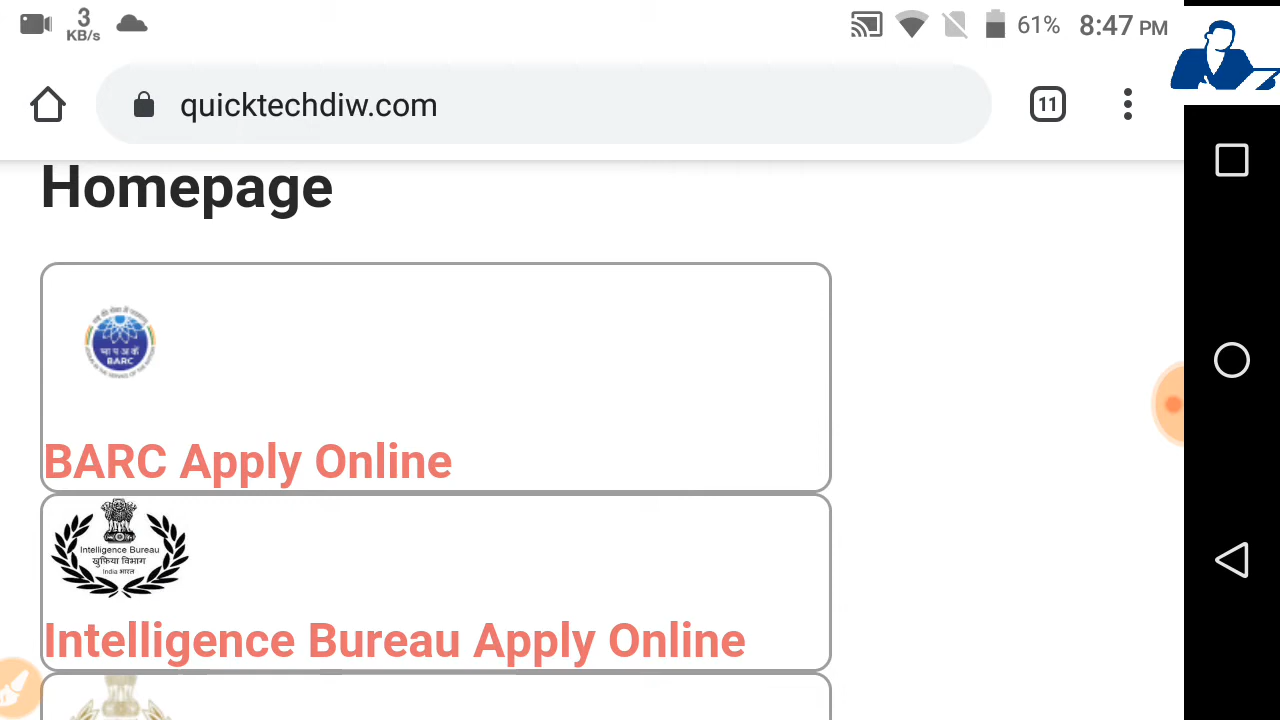 3
KB/s
61%
8:47 PM
quicktechdiw.com
11
Homepage
BARC
BARC Apply Online
Intelligence Bureau
खुफ़िया विभाग
India भारत
Intelligence Bureau Apply Online